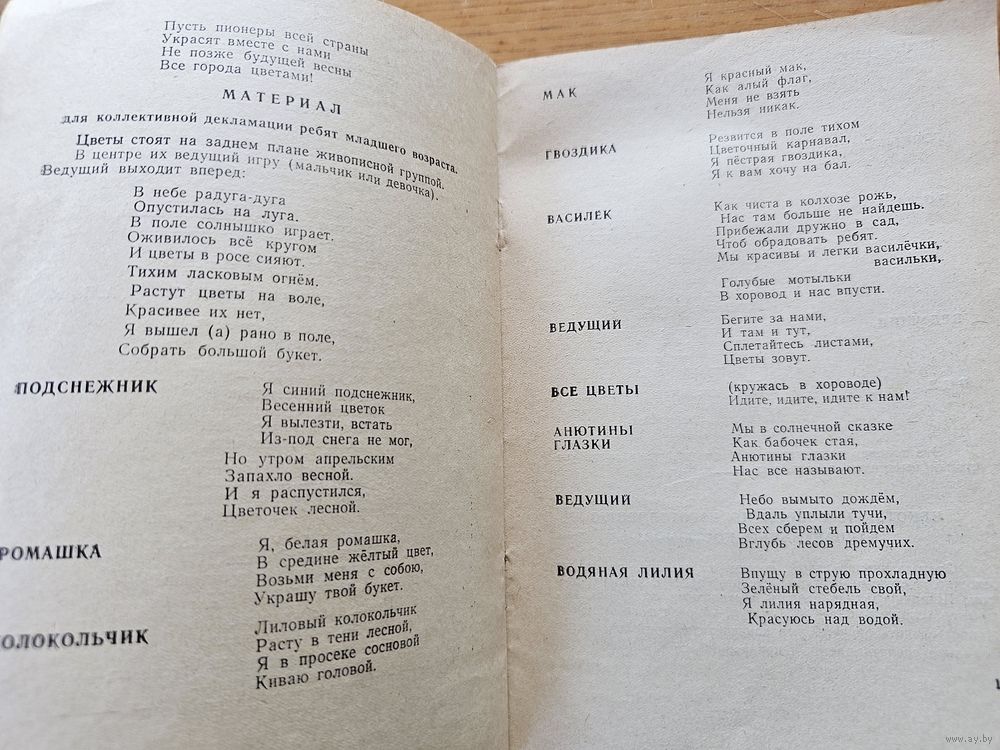 Пусть пионеры всей страны
Украсят вместе с нами
Не позже будущей весны
Все города цветами!
МАТЕРИАЛ
для коллективной декламации ребят младшего возраста.
Цветы стоят на заднем плане живописной группой.
В центре их ведущий игру (мальчик или девочка).
Ведущий выходит вперед:
В небе радуга-дуга
Опустилась на луга.
В поле солнышко играет.
Оживилось всё кругом
И цветы в росе сияют.
Тихим ласковым огнём.
Растут цветы на воле,
Красивее их нет,
Я вышел (а) рано в поле,
Собрать большой букет.
ПОДСНЕЖНИК
Я синий подснежник,
Весенний цветок
Я вылезти, встать
Из-под снега не мог,
Но утром апрельским
Запахло весной.
И я распустился,
Цветочек лесной.
РОМАШКА
Я, белая ромашка,
В средине жёлтый цвет,
Возьми меня с собою,
Украшу твой букет.
ОЛОКОЛЬЧИК
Лиловый колокольчик
Расту в тени лесной,
Я в просеке сосновой
Киваю головой.
МАК
Я красный мак,
Как алый флаг,
Меня не взять
Нельзя никак.
ГВОЗДИКА
Резвится в поле тихом
Цветочный карнавал,
Я пёстрая гвоздика,
Я к вам хочу на бал.
ВАСИЛЕК
Как чиста в колхозе рожь,
Нас там больше не найдешь.
Прибежали дружно в сад,
Чтоб обрадовать ребят.
Мы красивы и легки василёчки,
васильки,
Голубые мотыльки
В хоровод и нас впусти.
ВЕДУЩИЙ
Бегите за нами,
И там и тут,
Сплетайтесь листами,
Цветы зовут.
ВСЕ ЦВЕТЫ
(кружась в хороводе)
Идите, идите, идите к нам!
АНЮТИНЫ
ГЛАЗКИ
Мы в солнечной сказке
Как бабочек стая,
Анютины глазки
Нас все называют.
ВЕДУЩИЙ
Небо вымыто дождём,
Вдаль уплыли тучи,
Всех сберем и пойдем
Вглубь лесов дремучих.
ВОДЯНАЯ ЛИЛИЯ
Впущу в струю прохладную
Зелёный стебель свой,
Я лилия нарядная,
Красуюсь над водой.
www.ay.by